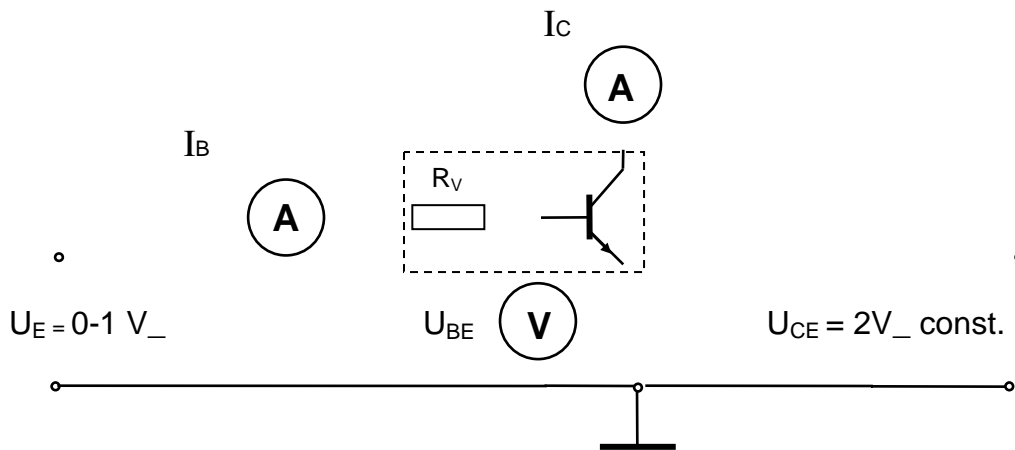 IC
A
IB
RV
A
UE = 0-1 V_
UBE
V
UCE = 2V_ const.